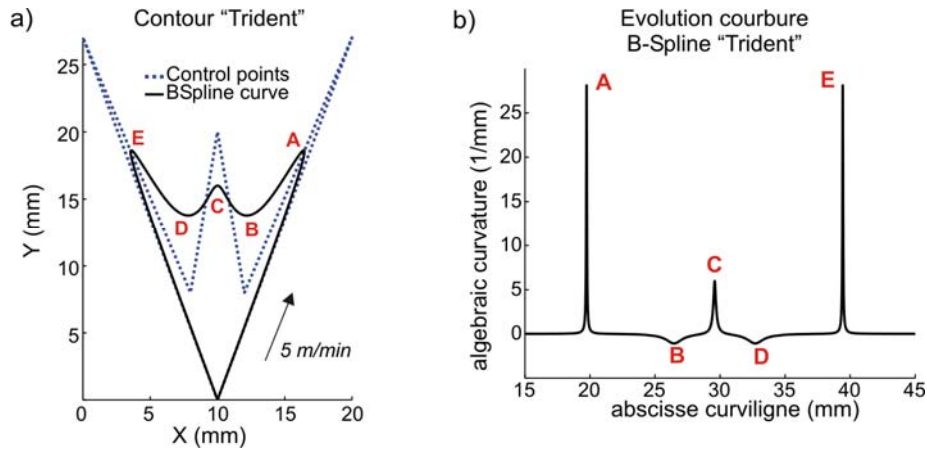 a)
Contour “Trident”
25
20
15
10
5
0
5
10
15
20
Y (mm)
X (mm)
Control points
BSpline curve
E
A
D
C
B
5 m/min
b)
Evolution courbure
B-Spline “Trident”
25
20
15
10
5
0
15
20
25
30
35
40
45
algebraic curvature (1/mm)
abscisse curviligne (mm)
A
E
C
B
D